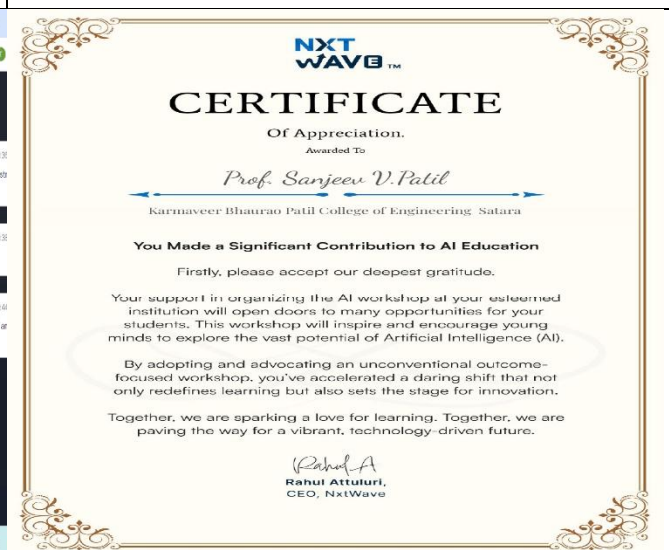 NXT
WAVE TM
CERTIFICATE
Of Appreciation.
Awarded To
Prof. Sanjeev V.Patil
Karmaveer Bhaurao Patil College of Engineering Satara
You Made a Significant Contribution to AI Education
Firstly, please accept our deepest gratitude.
Your support in organizing the AI workshop at your esteemed
institution will open doors to many opportunities for your
students. This workshop will inspire and encourage young
minds to explore the vast potential of Artificial Intelligence (AI).
By adopting and advocating an unconventional outcome-
focused workshop, you've accelerated a daring shift that not
only redefines learning but also sets the stage for innovation.
Together, we are sparking a love for learning. Together, we are
paving the way for a vibrant, technology-driven future.
Rahul A
Rahul Attuluri,
CEO, NxtWave